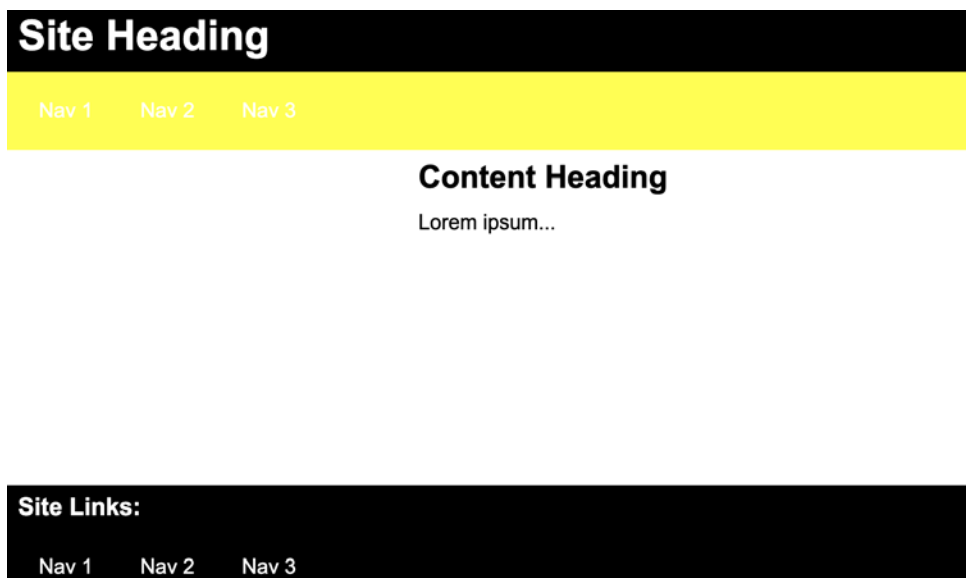 Site Heading
Nav 1 Nav 2 Nav 3
Content Heading
Lorem ipsum...
Site Links:
Nav 1 Nav 2 Nav 3